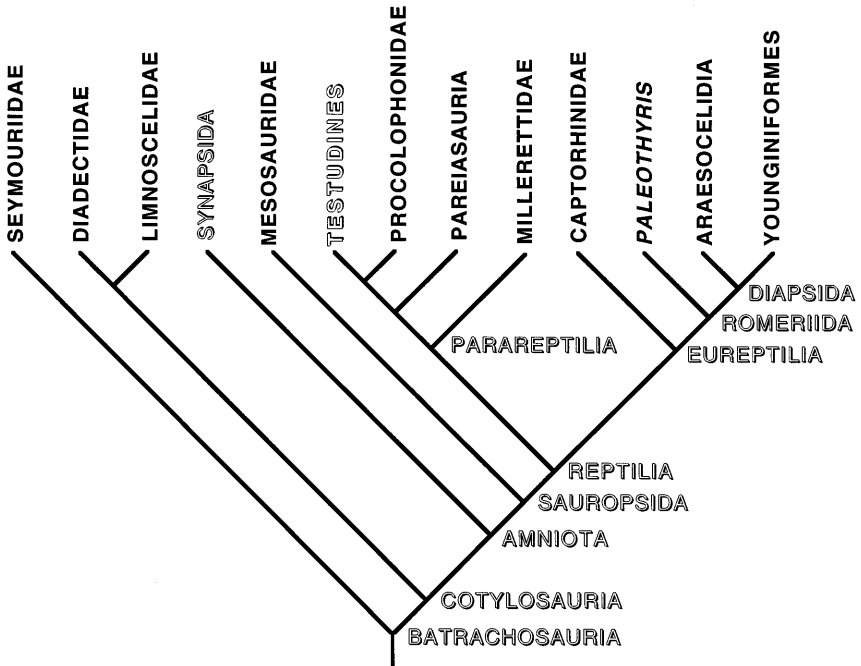 SEYMOURIIDAE
DIADECTIDAE
LIMNOSCELIDAE
SYNAPSIDA
MESOSAURIDAE
TESTUDINES
PROCOLOPHONIDAE
PAREIASAURIA
MILLERETTIDAE
CAPTORHINIDAE
PALEOTHYRIS
ARAESOCELIDIA
YOUNGINIFORMES
DIAPSIDA
ROMERIIDA
PARAREPTILIA
EUREPTILIA
REPTILIA
SAUROPSIDA
AMNIOTA
COTYLOSAURIA
BATRACHOSAURIA